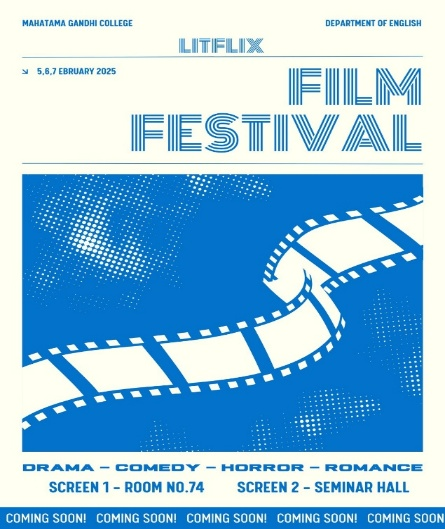 MAHATAMA GANDHI COLLEGE DEPARTMENT OF ENGLISH
LITFLIX
5,6,7 EBRUARY 2025
FILM
FESTIVAL
DRAMA – COMEDY – HORROR – ROMANCE
SCREEN 1 – ROOM NO.74 SCREEN 2 – SEMINAR HALL
COMING SOON! COMING SOON! COMING SOON! COMING SOON! COMING SOON